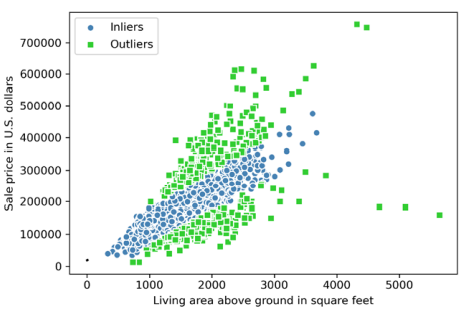 Inliers
Outliers
700000
600000
500000
400000
300000
200000
100000
0
Sale price in U.S. dollars
0 1000 2000 3000 4000 5000
Living area above ground in square feet